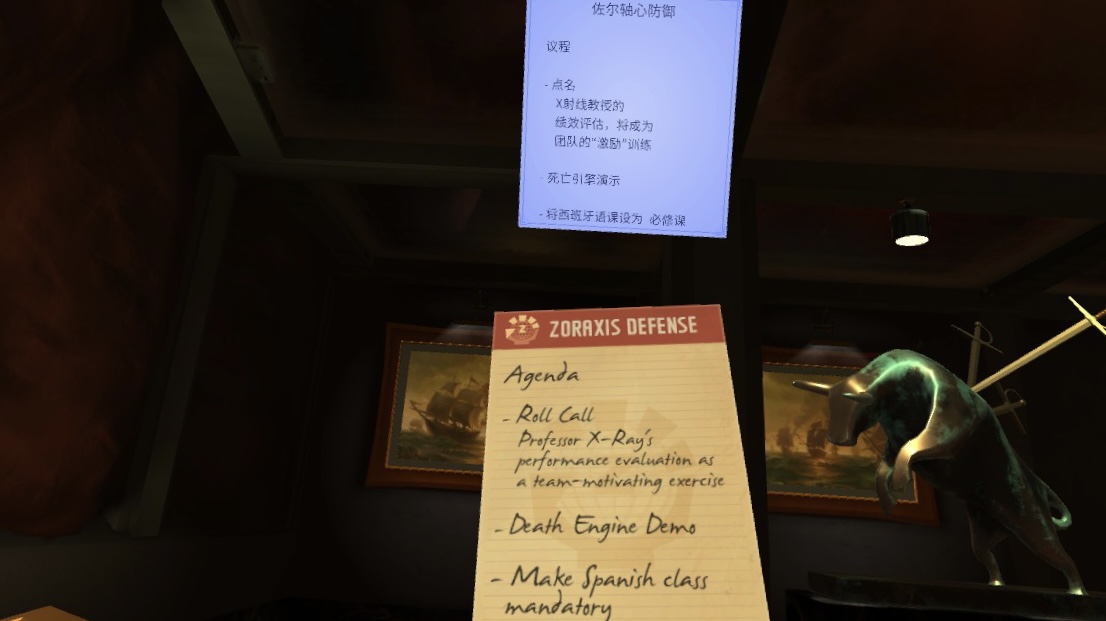 佐尔轴心防御
议程
- 点名
X射线教授的
绩效评估，将成为
团队的“激励”训练
- 死亡引擎演示
- 将西班牙语课设为 必修课
Z ZORAXIS DEFENSE
Agenda
- Roll Call
Professor X-Ray's
performance evaluation as
a team-motivating exercise
- Death Engine Demo
- Make Spanish class
mandatory